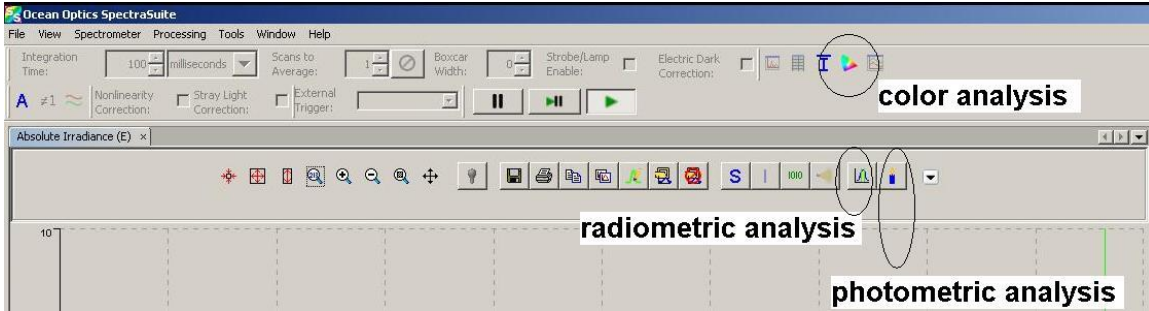 Ocean Optics SpectraSuite
File View Spectrometer Processing Tools Window Help
Integration Time: 100 milliseconds Scans to Average: 1 Boxcar Width: 0 Strobe/Lamp Enable: Electric Dark Correction:
color analysis
A ≠1 Nonlinearity Correction: Stray Light Correction: External Trigger:
Absolute Irradiance (E) ×
S 1010
radiometric analysis
10
photometric analysis